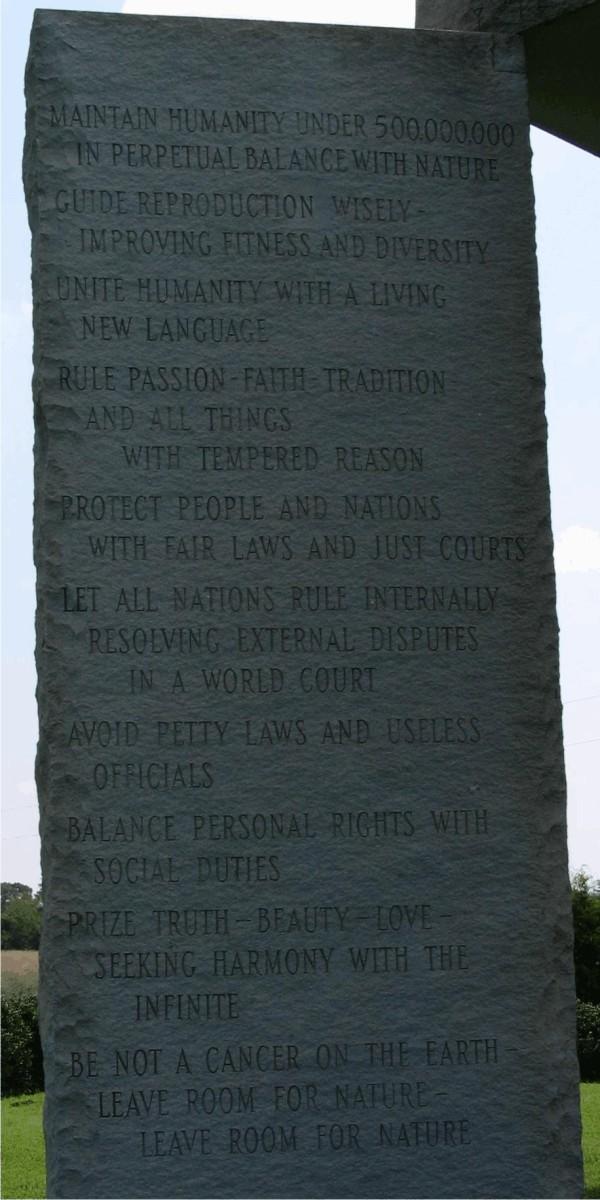 MAINTAIN HUMANITY UNDER 500,000,000
IN PERPETUAL BALANCE WITH NATURE
GUIDE REPRODUCTION WISELY -
IMPROVING FITNESS AND DIVERSITY
UNITE HUMANITY WITH A LIVING
NEW LANGUAGE
RULE PASSION - FAITH - TRADITION
AND ALL THINGS
WITH TEMPERED REASON
PROTECT PEOPLE AND NATIONS
WITH FAIR LAWS AND JUST COURTS
LET ALL NATIONS RULE INTERNALLY
RESOLVING EXTERNAL DISPUTES
IN A WORLD COURT
AVOID PETTY LAWS AND USELESS
OFFICIALS
BALANCE PERSONAL RIGHTS WITH
SOCIAL DUTIES
PRIZE TRUTH - BEAUTY - LOVE -
SEEKING HARMONY WITH THE
INFINITE
BE NOT A CANCER ON THE EARTH -
LEAVE ROOM FOR NATURE -
LEAVE ROOM FOR NATURE